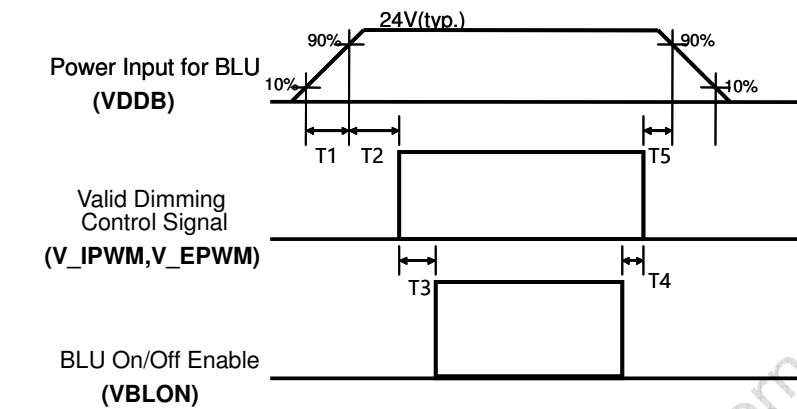 24V(typ.)
90%
90%
Power Input for BLU
(VDDB)
10%
10%
T1
T2
T5
Valid Dimming
Control Signal
(V_IPWM,V_EPWM)
T3
T4
BLU On/Off Enable
(VBLON)